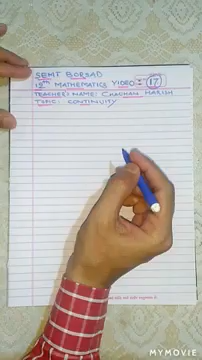 SEMT BORSAD
12TH MATHEMATICS VIDEO : 17
TEACHER'S NAME: CHAUHAN HARISH
TOPIC: CONTINUITY
MYMOVIE